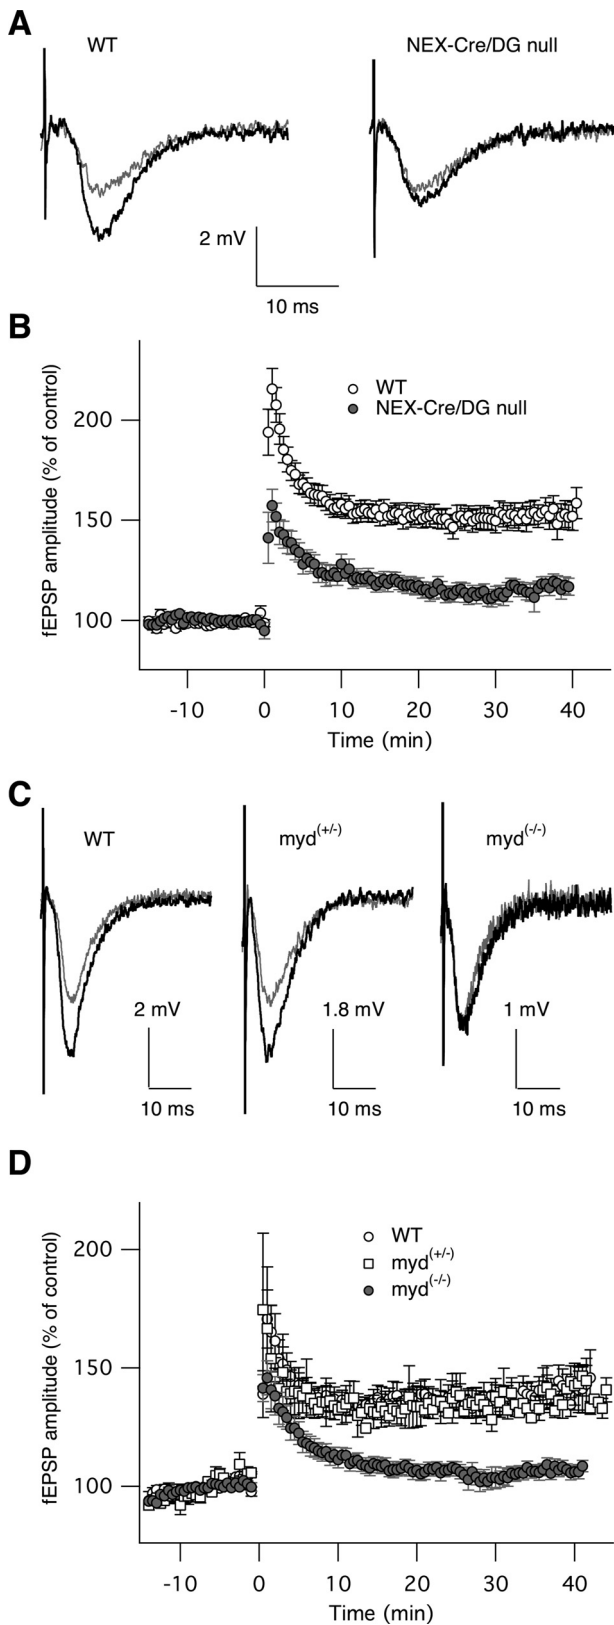 A
WT
NEX-Cre/DG null
2 mV
10 ms
B
fEPSP amplitude (% of control)
200
150
100
WT
NEX-Cre/DG null
-10 0 10 20 30 40
Time (min)
C
WT
myd(+/-)
myd(-/-)
2 mV
1.8 mV
1 mV
10 ms
10 ms
10 ms
D
fEPSP amplitude (% of control)
200
150
100
WT
myd(+/-)
myd(-/-)
-10 0 10 20 30 40
Time (min)